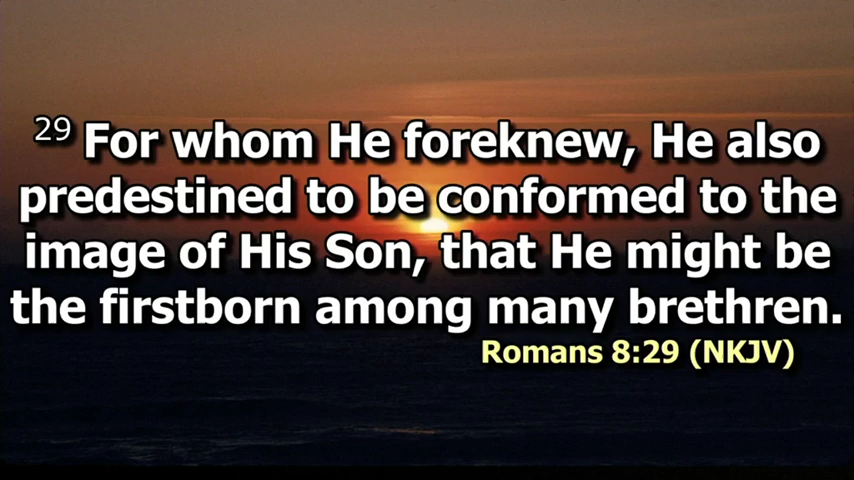 29 For whom He foreknew, He also
predestined to be conformed to the
image of His Son, that He might be
the firstborn among many brethren.
Romans 8:29 (NKJV)